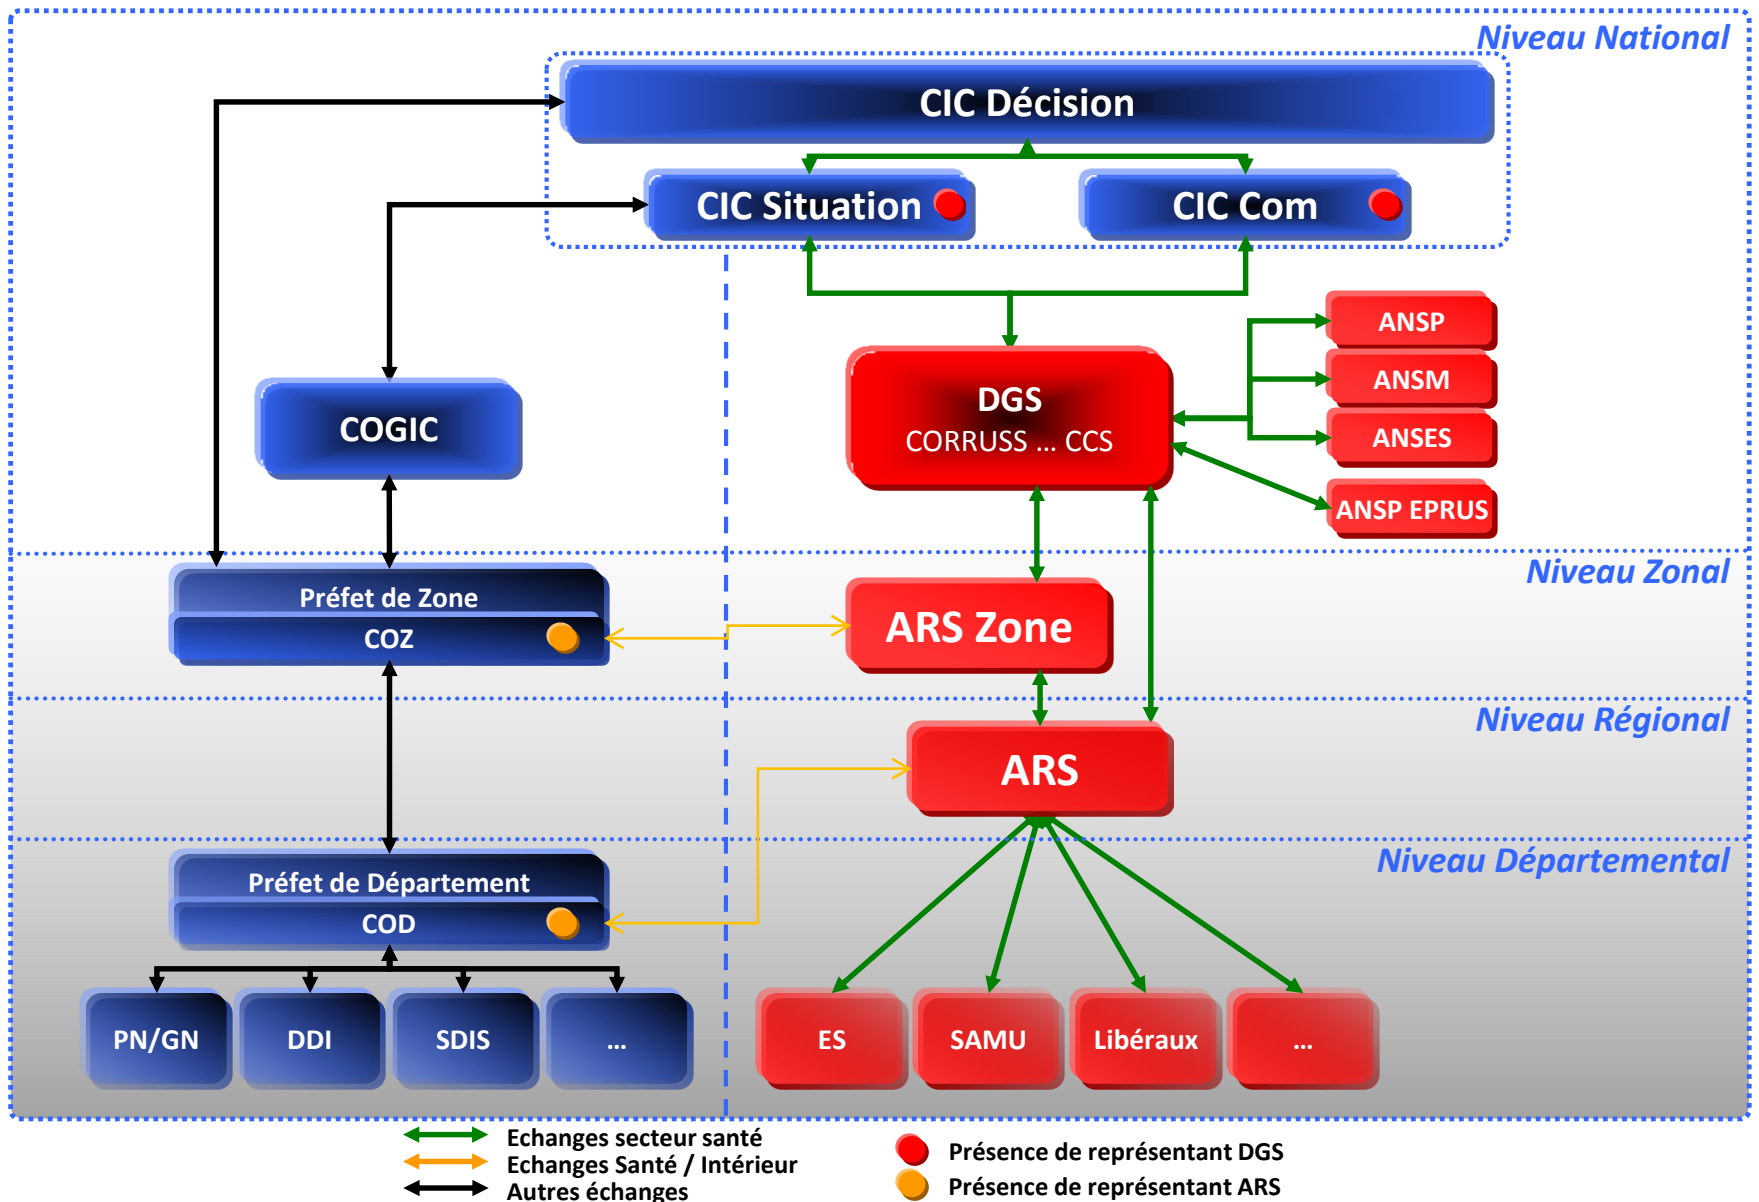 Niveau National
CIC Décision
CIC Situation
CIC Com
ANSP
ANSM
ANSES
ANSP EPRUS
DGS
CORRUSS ... CCS
COGIC
Niveau Zonal
Préfet de Zone
COZ
ARS Zone
Niveau Régional
ARS
Niveau Départemental
Préfet de Département
COD
PN/GN
DDI
SDIS
...
ES
SAMU
Libéraux
...
Echanges secteur santé
Echanges Santé / Intérieur
Autres échanges
Présence de représentant DGS
Présence de représentant ARS